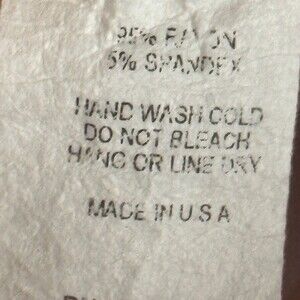 95% RAYON
5% SPANDEX
HAND WASH COLD
DO NOT BLEACH
HANG OR LINE DRY
MADE IN U S A